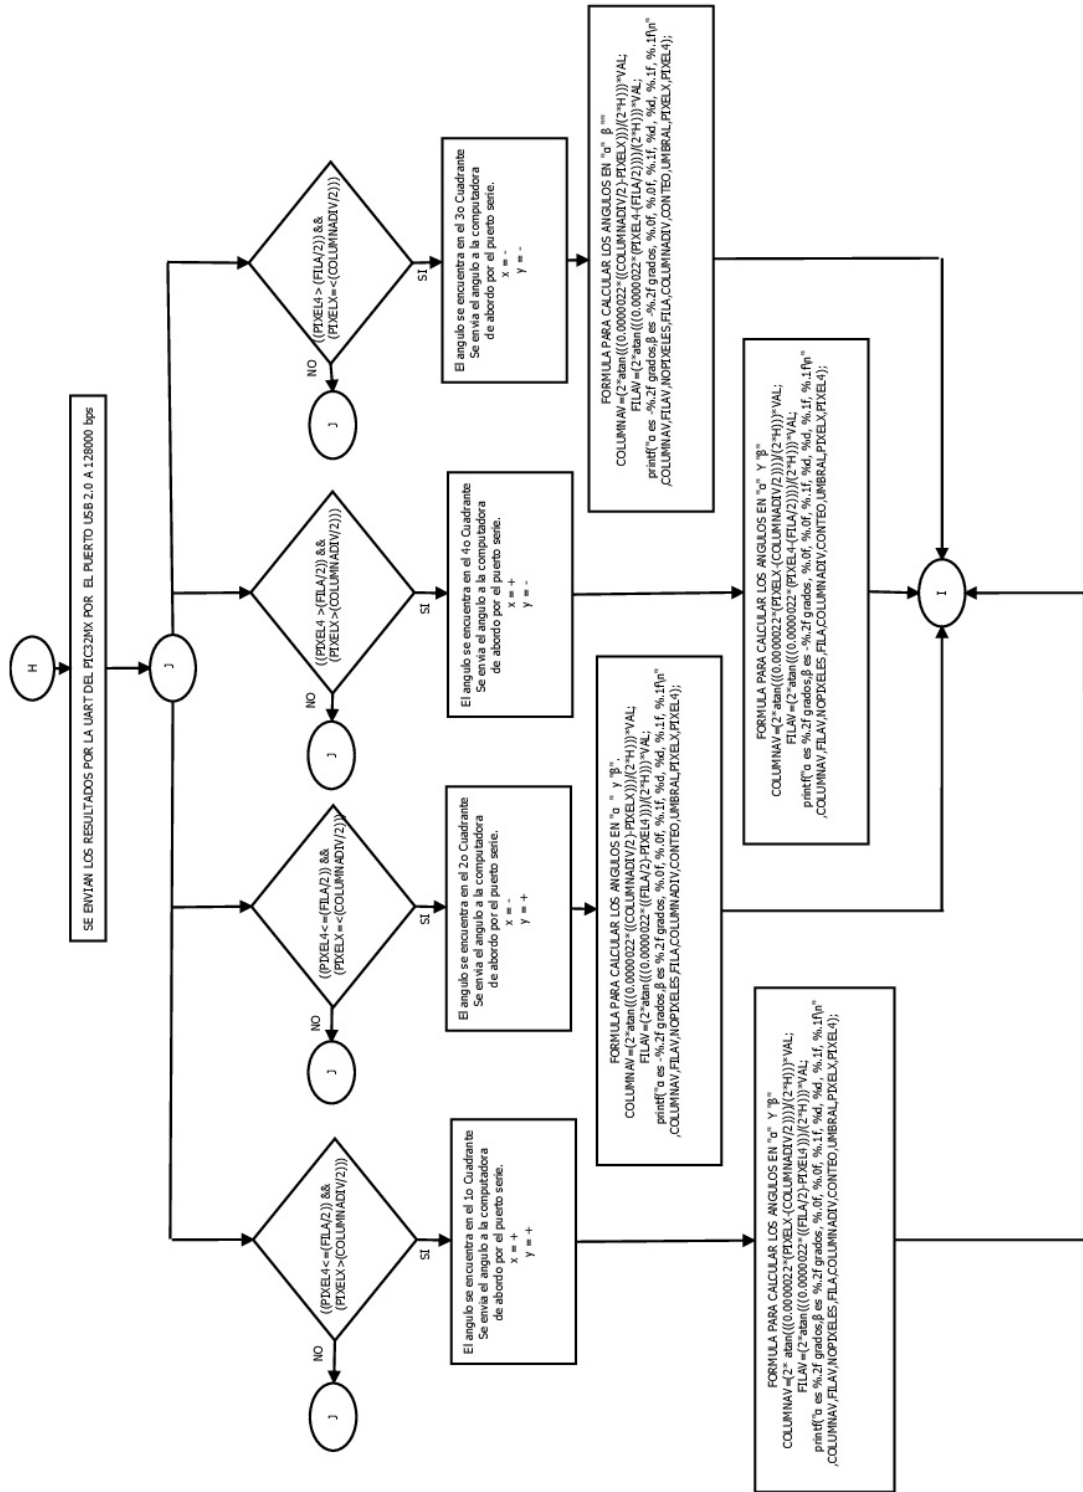 H
SE ENVIAN LOS RESULTADOS POR LA UART DEL PIC32MX POR EL PUERTO USB 2.0 A 128000 bps
J
((PIXEL4<=(FILA/2)) &&
(PIXELX>(COLUMNADIV/2)))
NO
J
SI
El angulo se encuentra en el 1o Cuadrante
Se envia el angulo a la computadora
de abordo por el puerto serie.
x = +
y = +
FORMULA PARA CALCULAR LOS ANGULOS EN "α" Y "β"
COLUMNAV=(2* atan(((0.0000022*(PIXELX-(COLUMNADIV/2))))/(2*H)))*VAL;
FILAV=(2*atan(((0.0000022*((FILA/2)-PIXEL4)))/(2*H)))*VAL;
printf("α es %.2f grados,β es %.2f grados, %.0f, %.0f, %.1f, %d, %d, %.1f, %.1f\n"
,COLUMNAV,FILAV,NOPIXELES,FILA,COLUMNADIV,CONTEO,UMBRAL,PIXELX,PIXEL4);
((PIXEL4<=(FILA/2)) &&
(PIXELX=<(COLUMNADIV/2)))
NO
J
SI
El angulo se encuentra en el 2o Cuadrante
Se envia el angulo a la computadora
de abordo por el puerto serie.
x = -
y = +
FORMULA PARA CALCULAR LOS ANGULOS EN "α " y "β".
COLUMNAV=(2*atan(((0.0000022*((COLUMNADIV/2)-PIXELX)))/(2*H)))*VAL;
FILAV=(2*atan(((0.0000022*((FILA/2)-PIXEL4)))/(2*H)))*VAL;
printf("α es -%.2f grados,β es %.2f grados, %.0f, %.0f, %.1f, %d, %d, %.1f, %.1f\n"
,COLUMNAV,FILAV,NOPIXELES,FILA,COLUMNADIV,CONTEO,UMBRAL,PIXELX,PIXEL4);
((PIXEL4 >(FILA/2)) &&
(PIXELX >(COLUMNADIV/2)))
NO
J
SI
El angulo se encuentra en el 4o Cuadrante
Se envia el angulo a la computadora
de abordo por el puerto serie.
x = +
y = -
FORMULA PARA CALCULAR LOS ANGULOS EN "α" Y "β"
COLUMNAV=(2*atan(((0.0000022*(PIXELX-(COLUMNADIV/2))))/(2*H)))*VAL;
FILAV=(2*atan(((0.0000022*(PIXEL4-(FILA/2))))/(2*H)))*VAL;
printf("α es %.2f grados,β es -%.2f grados, %.0f, %.0f, %.1f, %d, %d, %.1f, %.1f\n"
,COLUMNAV,FILAV,NOPIXELES,FILA,COLUMNADIV,CONTEO,UMBRAL,PIXELX,PIXEL4);
((PIXEL4> (FILA/2)) &&
(PIXELX=<(COLUMNADIV/2)))
NO
J
SI
El angulo se encuentra en el 3o Cuadrante
Se envia el angulo a la computadora
de abordo por el puerto serie.
x = -
y = -
FORMULA PARA CALCULAR LOS ANGULOS EN "α" β ""
COLUMNAV=(2*atan(((0.0000022*((COLUMNADIV/2)-PIXELX)))/(2*H)))*VAL;
FILAV=(2*atan(((0.0000022*(PIXEL4-(FILA/2))))/(2*H)))*VAL;
printf("α es -%.2f grados,β es -%.2f grados, %.0f, %.0f, %.1f, %d, %d, %.1f, %.1f\n"
,COLUMNAV,FILAV,NOPIXELES,FILA,COLUMNADIV,CONTEO,UMBRAL,PIXELX,PIXEL4);
I